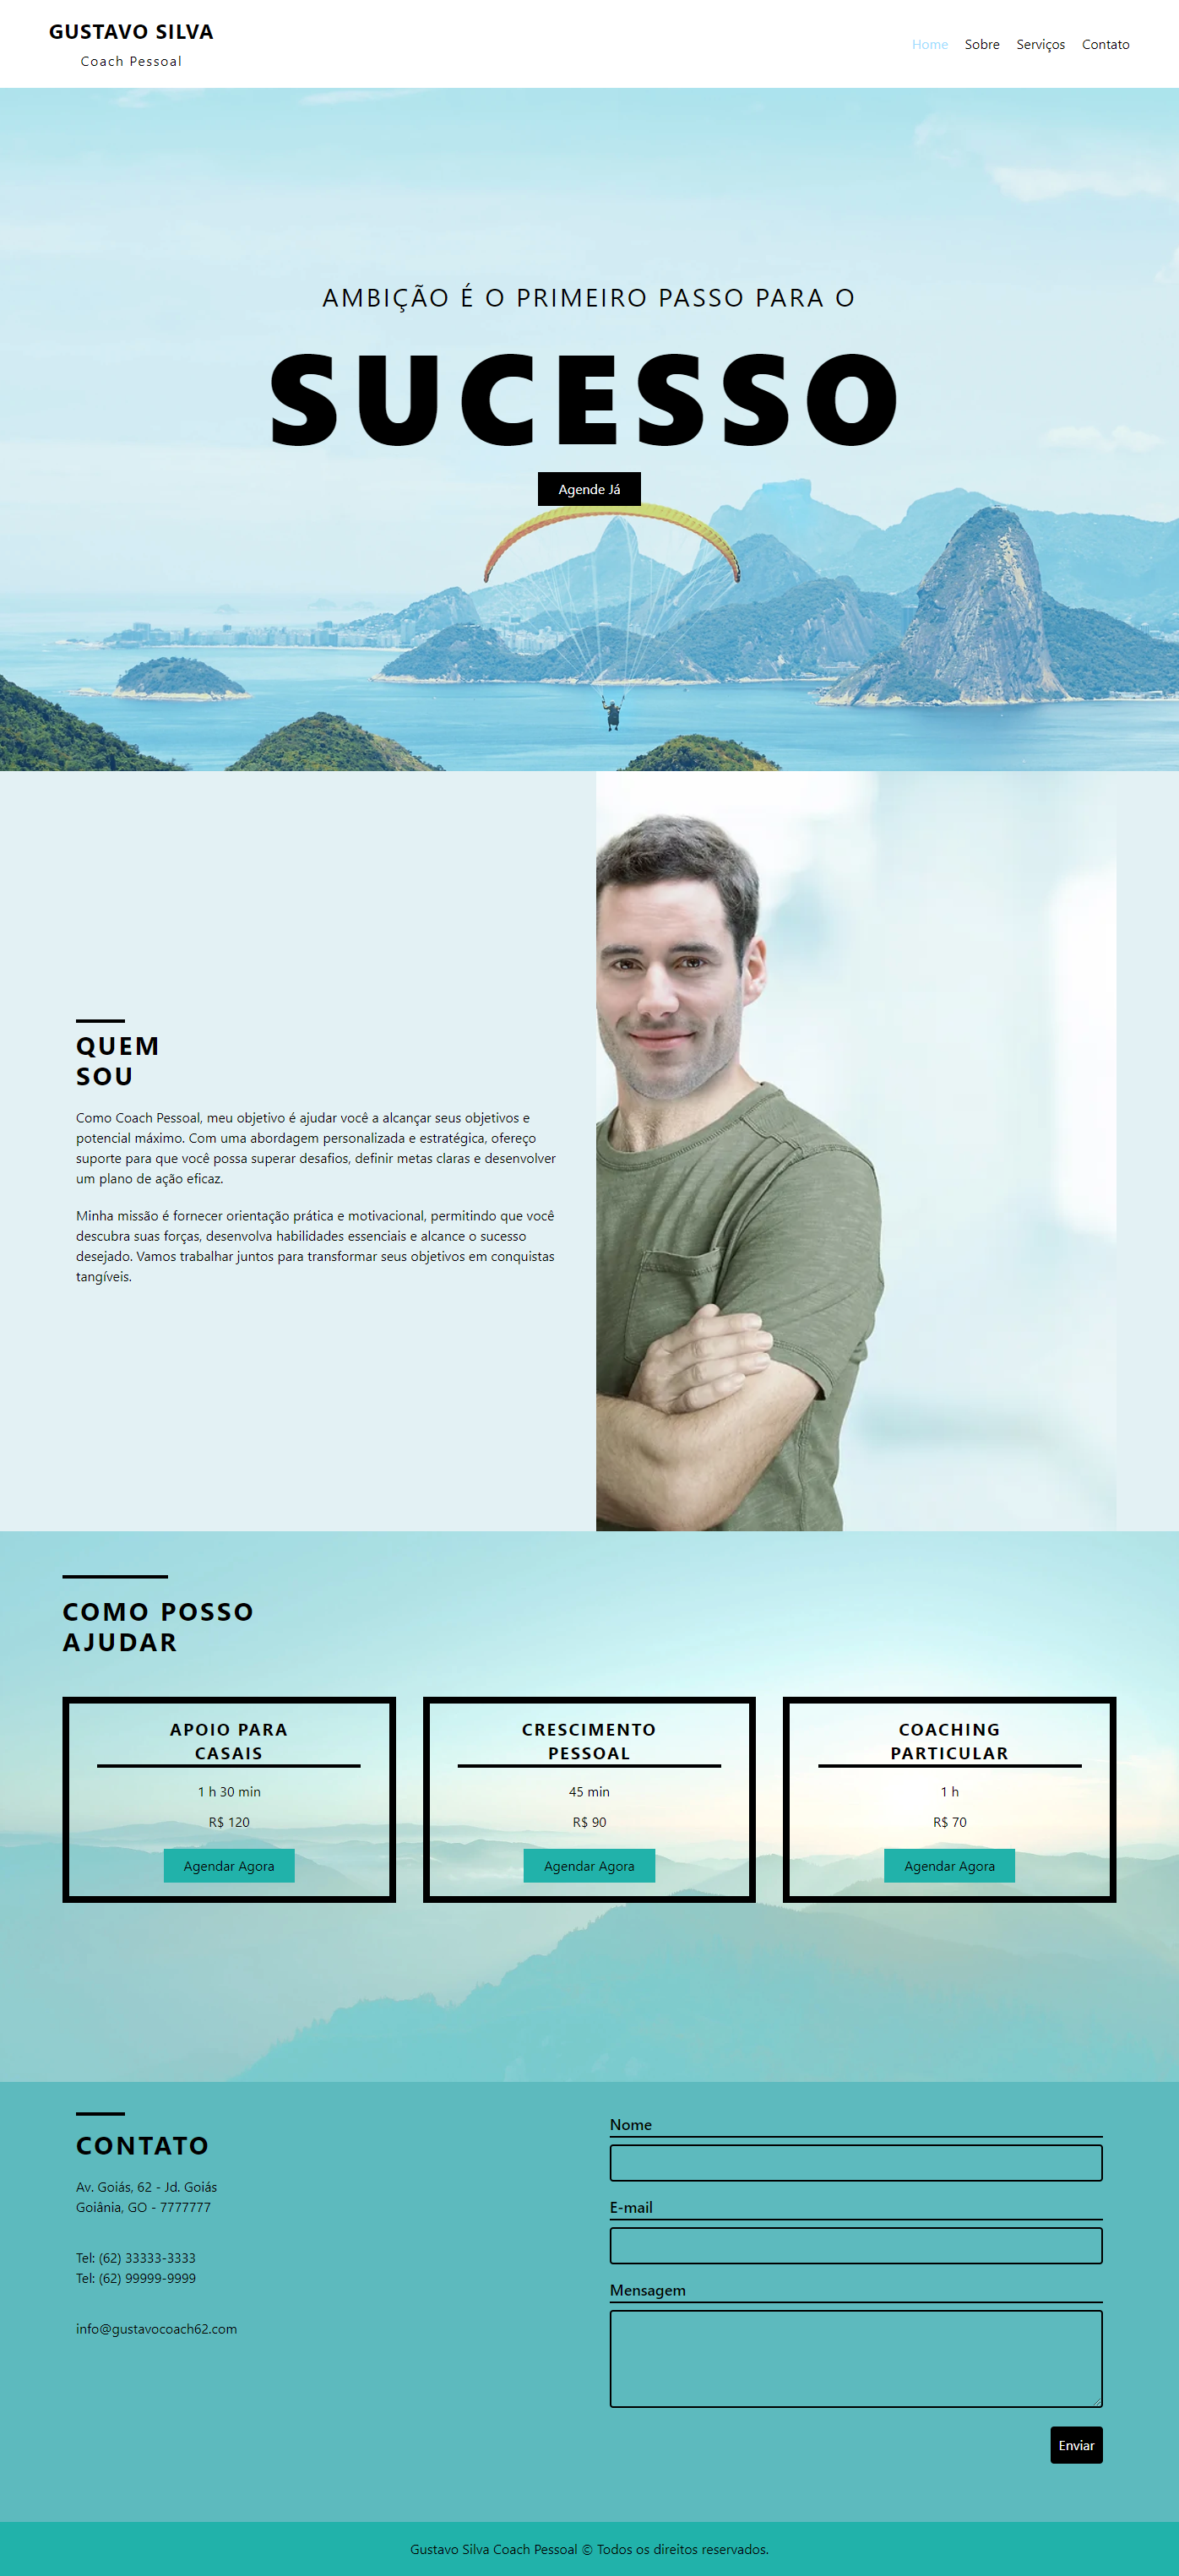 GUSTAVO SILVA
Coach Pessoal
Home Sobre Serviços Contato
AMBIÇÃO É O PRIMEIRO PASSO PARA O
SUCESSO
Agende Já
QUEM
SOU
Como Coach Pessoal, meu objetivo é ajudar você a alcançar seus objetivos e
potencial máximo. Com uma abordagem personalizada e estratégica, ofereço
suporte para que você possa superar desafios, definir metas claras e desenvolver
um plano de ação eficaz.
Minha missão é fornecer orientação prática e motivacional, permitindo que você
descubra suas forças, desenvolva habilidades essenciais e alcance o sucesso
desejado. Vamos trabalhar juntos para transformar seus objetivos em conquistas
tangíveis.
COMO POSSO
AJUDAR
APOIO PARA
CASAIS
1 h 30 min
R$ 120
Agendar Agora
CRESCIMENTO
PESSOAL
45 min
R$ 90
Agendar Agora
COACHING
PARTICULAR
1 h
R$ 70
Agendar Agora
CONTATO
Av. Goiás, 62 - Jd. Goiás
Goiânia, GO - 7777777
Tel: (62) 33333-3333
Tel: (62) 99999-9999
info@gustavocoach62.com
Nome
E-mail
Mensagem
Enviar
Gustavo Silva Coach Pessoal © Todos os direitos reservados.